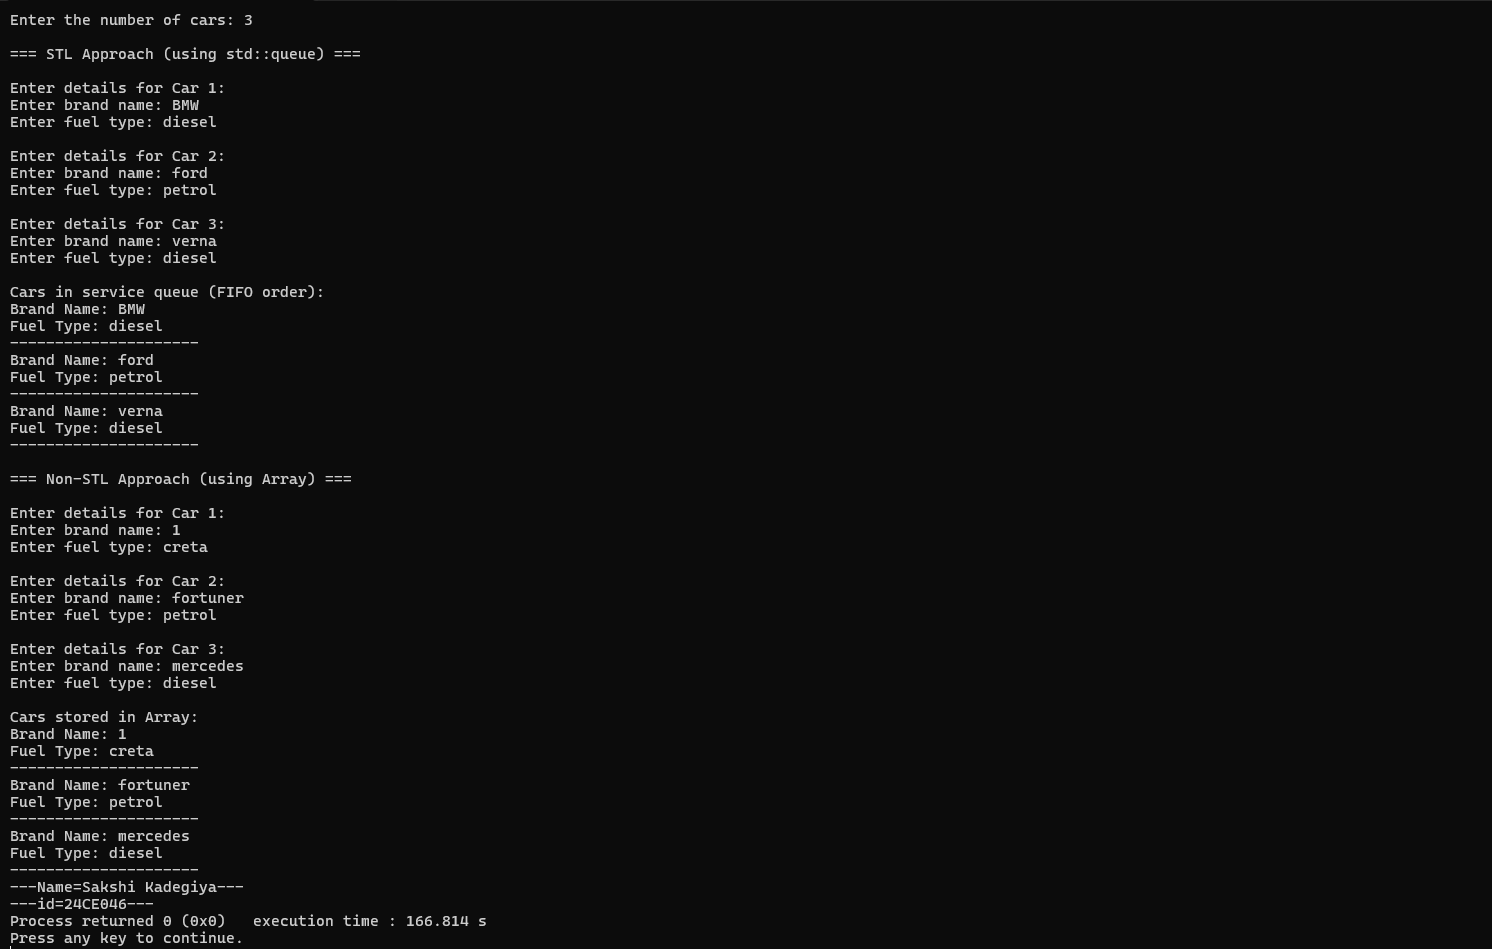 Enter the number of cars: 3
=== STL Approach (using std::queue) ===
Enter details for Car 1:
Enter brand name: BMW
Enter fuel type: diesel
Enter details for Car 2:
Enter brand name: ford
Enter fuel type: petrol
Enter details for Car 3:
Enter brand name: verna
Enter fuel type: diesel
Cars in service queue (FIFO order):
Brand Name: BMW
Fuel Type: diesel
---------------------
Brand Name: ford
Fuel Type: petrol
---------------------
Brand Name: verna
Fuel Type: diesel
---------------------
=== Non-STL Approach (using Array) ===
Enter details for Car 1:
Enter brand name: 1
Enter fuel type: creta
Enter details for Car 2:
Enter brand name: fortuner
Enter fuel type: petrol
Enter details for Car 3:
Enter brand name: mercedes
Enter fuel type: diesel
Cars stored in Array:
Brand Name: 1
Fuel Type: creta
---------------------
Brand Name: fortuner
Fuel Type: petrol
---------------------
Brand Name: mercedes
Fuel Type: diesel
---------------------
---Name=Sakshi Kadegiya---
---id=24CE046---
Process returned 0 (0x0)   execution time : 166.814 s
Press any key to continue.